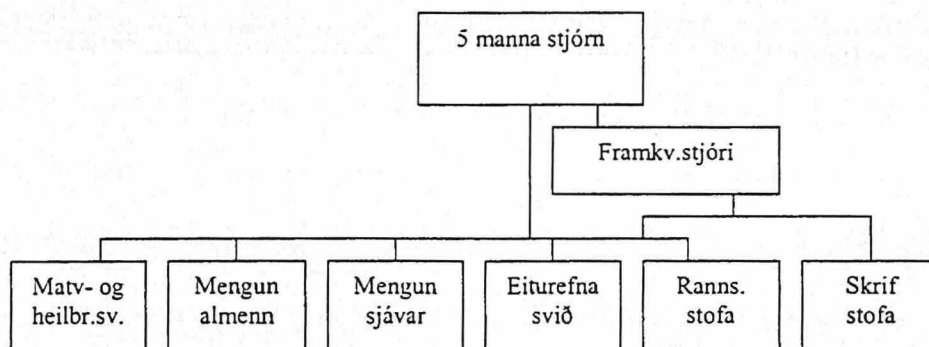 5 manna stjórn
Framkv.stjóri
Matv- og
heilbr.sv.
Mengun
almenn
Mengun
sjávar
Eiturefna
svið
Ranns.
stofa
Skrif
stofa